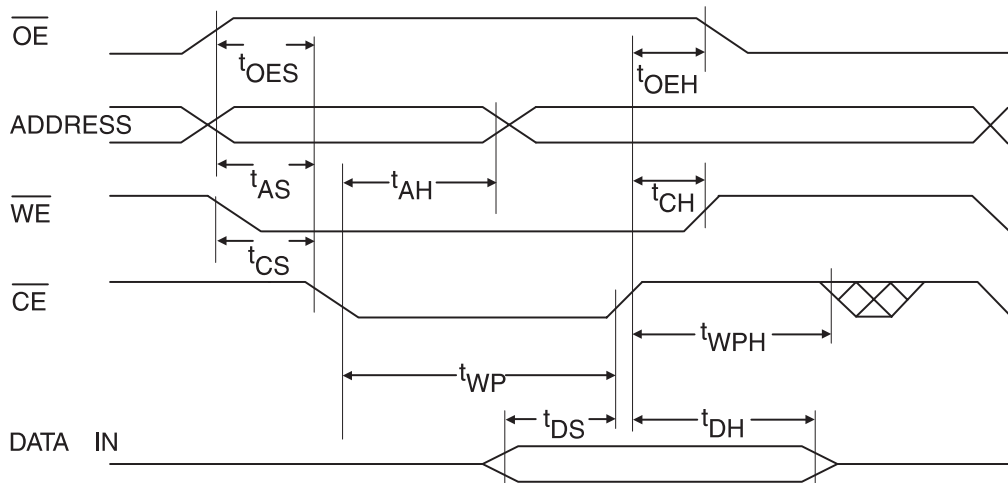 OE
tOES
tOEH
ADDRESS
tAS
tAH
tCH
WE
tCS
CE
tWPH
tWP
tDS
tDH
DATA IN